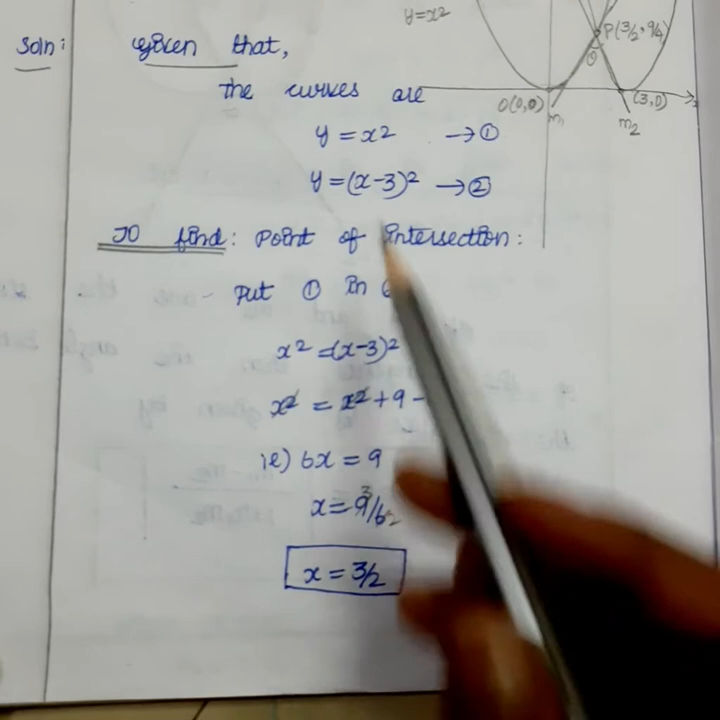 y=x²
P(3/2, 9/4)
θ
O(0,0)
(3,0)
m₁
m₂
Soln:
Given that,
the curves are
y = x² →①
y = (x-3)² →②
To find: Point of intersection:
Put ① in
x² = (x-3)²
x² = x² + 9 -
ie) 6x = 9
x = 9/6 3 2
x = 3/2